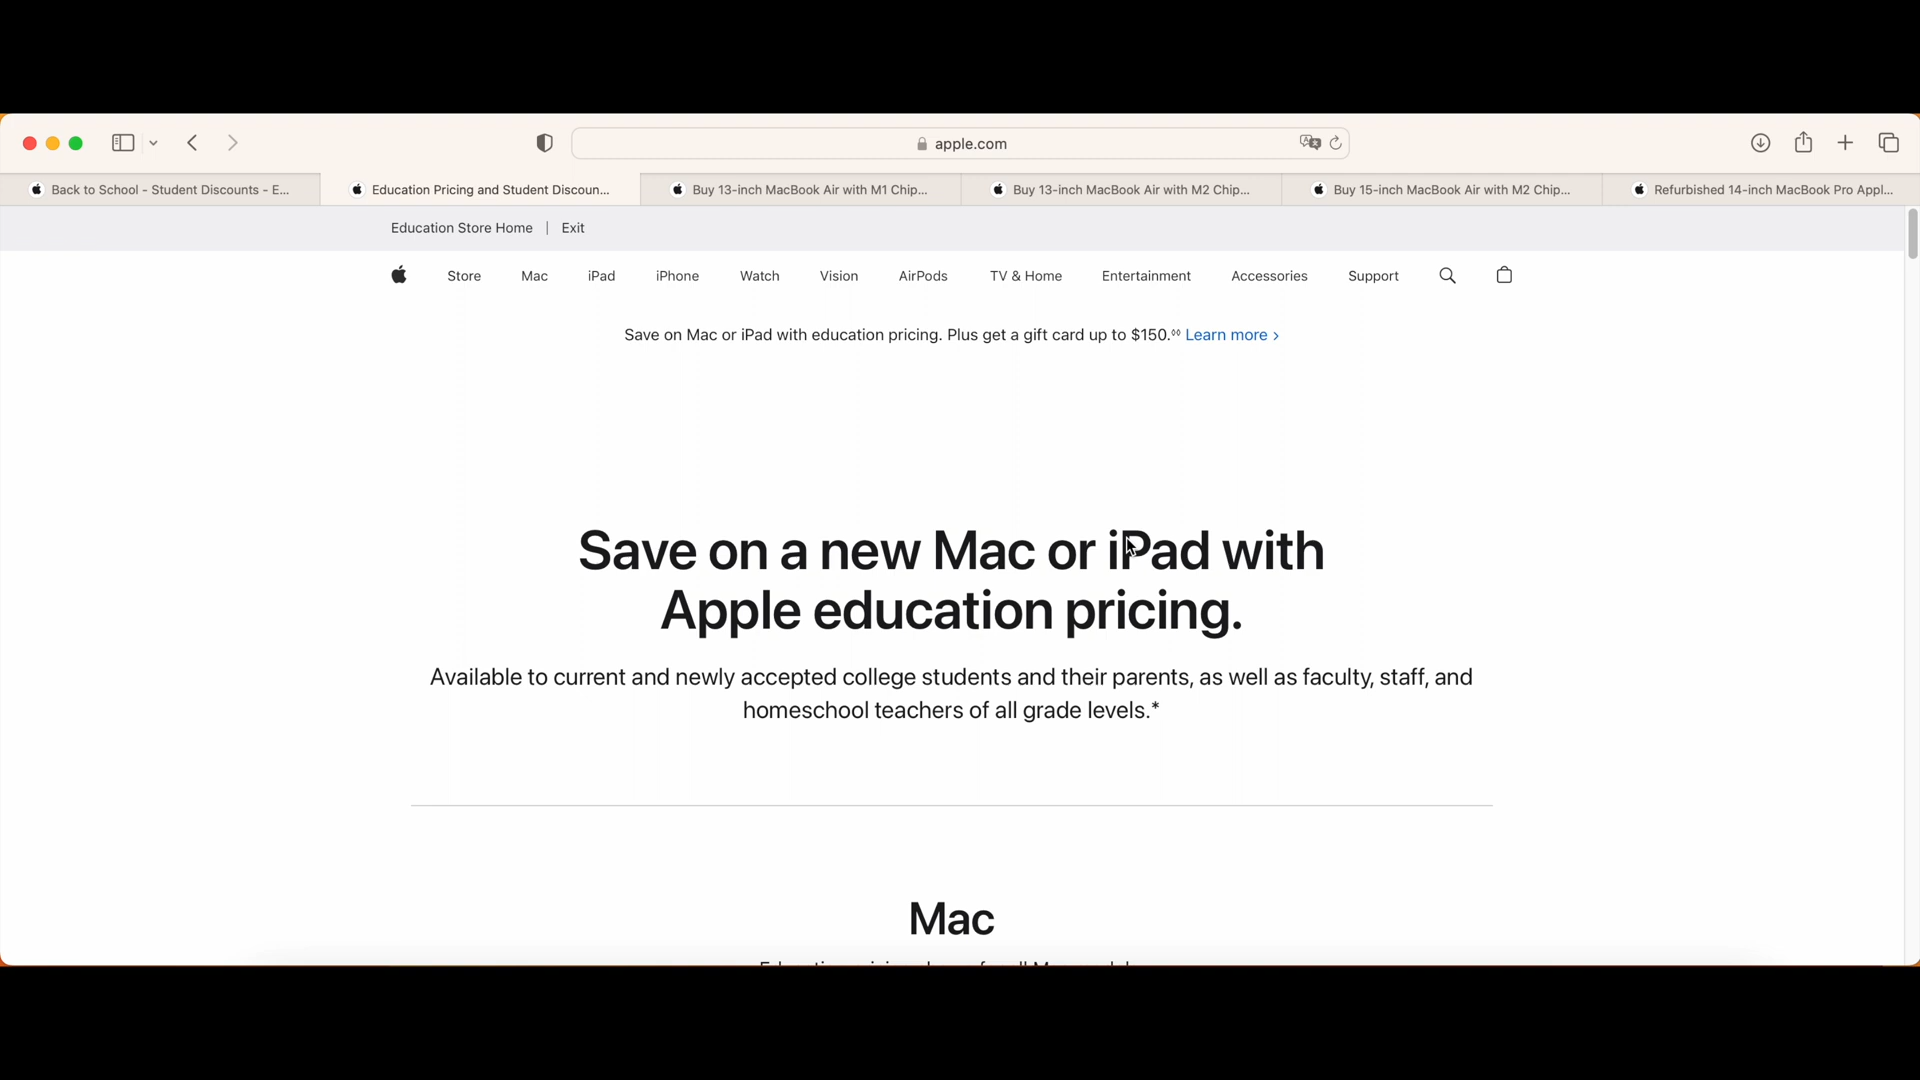 apple.com
Back to School - Student Discounts - E...
Education Pricing and Student Discoun...
Buy 13-inch MacBook Air with M1 Chip...
Buy 13-inch MacBook Air with M2 Chip...
Buy 15-inch MacBook Air with M2 Chip...
Refurbished 14-inch MacBook Pro Appl...
Education Store Home | Exit
Store Mac iPad iPhone Watch Vision AirPods TV & Home Entertainment Accessories Support
Save on Mac or iPad with education pricing. Plus get a gift card up to $150.◊◊ Learn more >
Save on a new Mac or iPad with
Apple education pricing.
Available to current and newly accepted college students and their parents, as well as faculty, staff, and
homeschool teachers of all grade levels.*
Mac